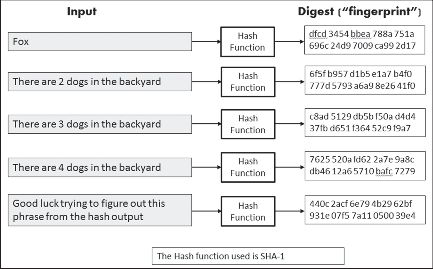 Input
Digest ("fingerprint")
Fox
Hash
Function
dfcd 3454 bbea 788a 751a
696c 24d9 7009 ca99 2d17
There are 2 dogs in the backyard
Hash
Function
6f5f b957 d1b5 e1a7 b4f0
777d 5793 a6a9 8e26 41f0
There are 3 dogs in the backyard
Hash
Function
c8ad 5129 db5b f50a d4d4
37fb d651 f364 52c9 f9a7
There are 4 dogs in the backyard
Hash
Function
7625 520a fd62 2a7e 9a8c
db46 12a6 5710 bafc 7279
Good luck trying to figure out this
phrase from the hash output
Hash
Function
440c 2acf 6e79 4b29 62bf
931e 07f5 7a11 0500 39e4
The Hash function used is SHA-1